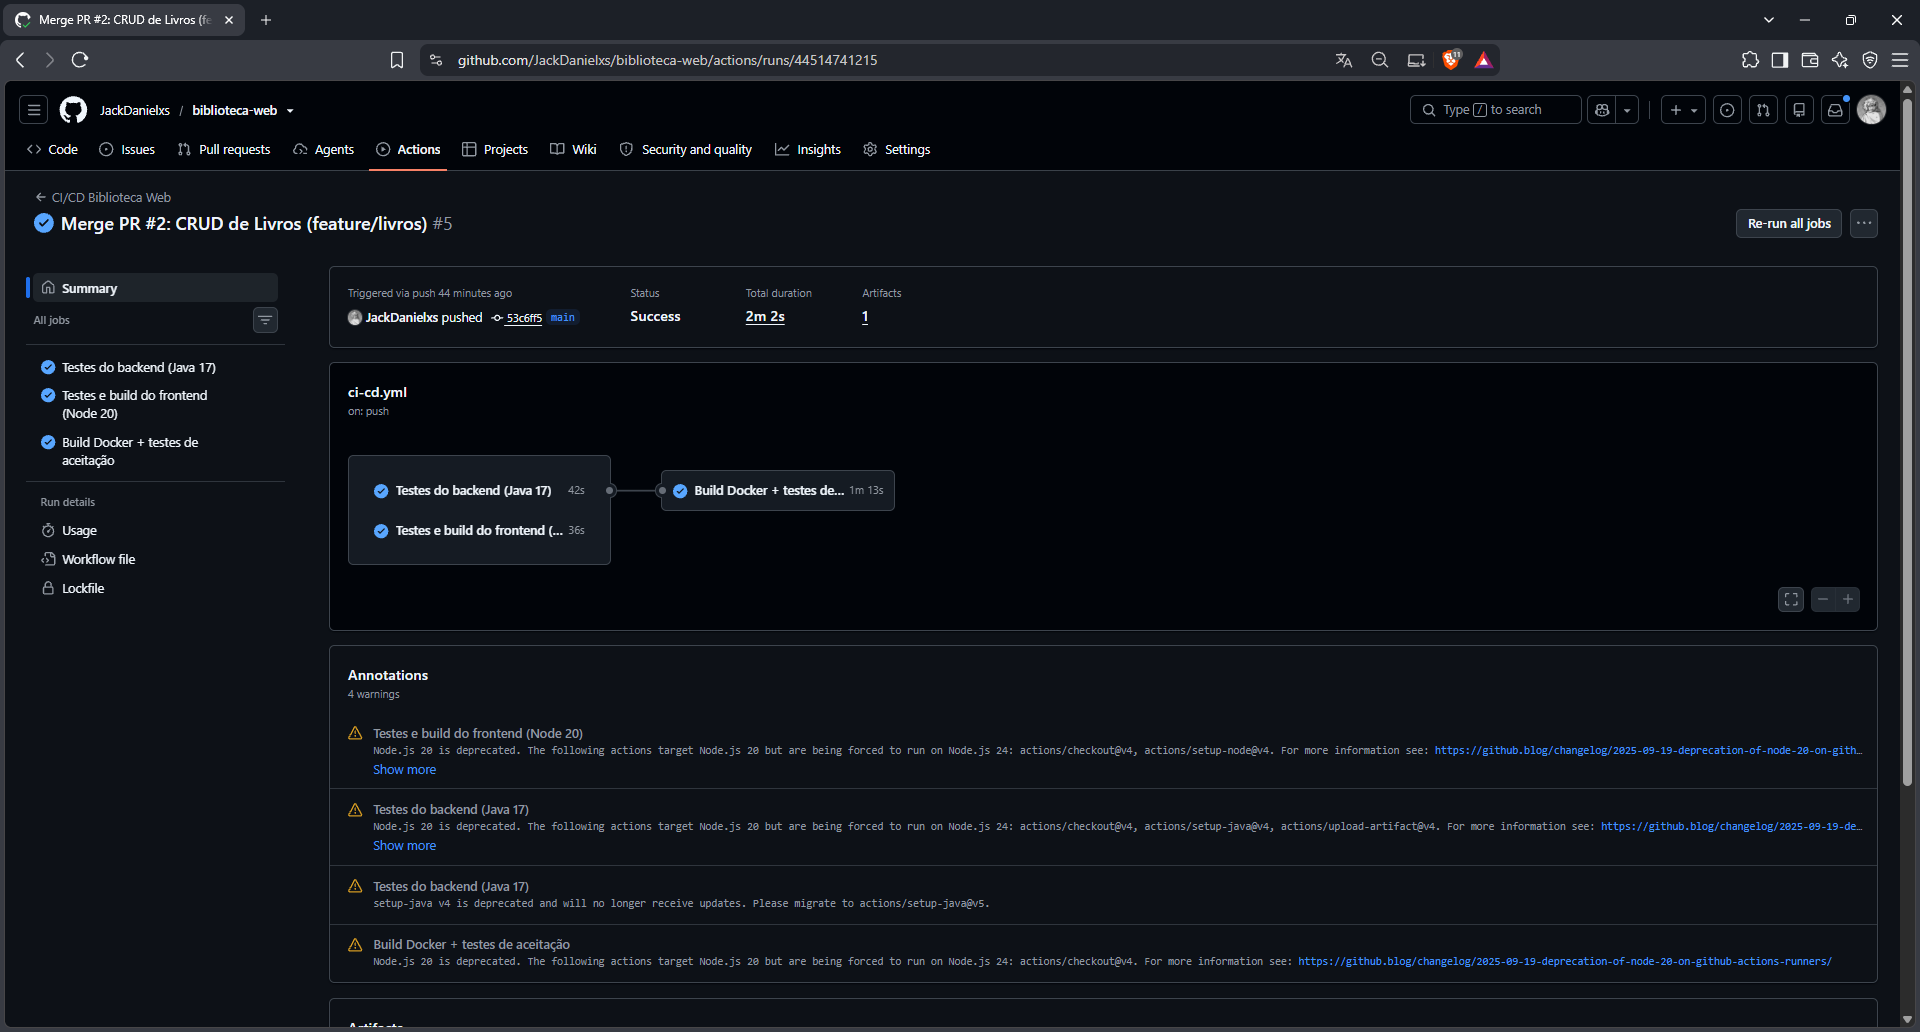 Merge PR #2: CRUD de Livros (fe
github.com/JackDanielxs/biblioteca-web/actions/runs/44514741215
11
JackDanielxs / biblioteca-web
Type / to search
Code
Issues
Pull requests
Agents
Actions
Projects
Wiki
Security and quality
Insights
Settings
CI/CD Biblioteca Web
Merge PR #2: CRUD de Livros (feature/livros) #5
Re-run all jobs
Summary
All jobs
Testes do backend (Java 17)
Testes e build do frontend
(Node 20)
Build Docker + testes de
aceitação
Run details
Usage
Workflow file
Lockfile
Triggered via push 44 minutes ago
JackDanielxs pushed 53c6ff5 main
Status
Success
Total duration
2m 2s
Artifacts
1
ci-cd.yml
on: push
Testes do backend (Java 17) 42s
Testes e build do frontend (... 36s
Build Docker + testes de... 1m 13s
Annotations
4 warnings
Testes e build do frontend (Node 20)
Node.js 20 is deprecated. The following actions target Node.js 20 but are being forced to run on Node.js 24: actions/checkout@v4, actions/setup-node@v4. For more information see: https://github.blog/changelog/2025-09-19-deprecation-of-node-20-on-gith…
Show more
Testes do backend (Java 17)
Node.js 20 is deprecated. The following actions target Node.js 20 but are being forced to run on Node.js 24: actions/checkout@v4, actions/setup-java@v4, actions/upload-artifact@v4. For more information see: https://github.blog/changelog/2025-09-19-de…
Show more
Testes do backend (Java 17)
setup-java v4 is deprecated and will no longer receive updates. Please migrate to actions/setup-java@v5.
Build Docker + testes de aceitação
Node.js 20 is deprecated. The following actions target Node.js 20 but are being forced to run on Node.js 24: actions/checkout@v4. For more information see: https://github.blog/changelog/2025-09-19-deprecation-of-node-20-on-github-actions-runners/
Artifacts